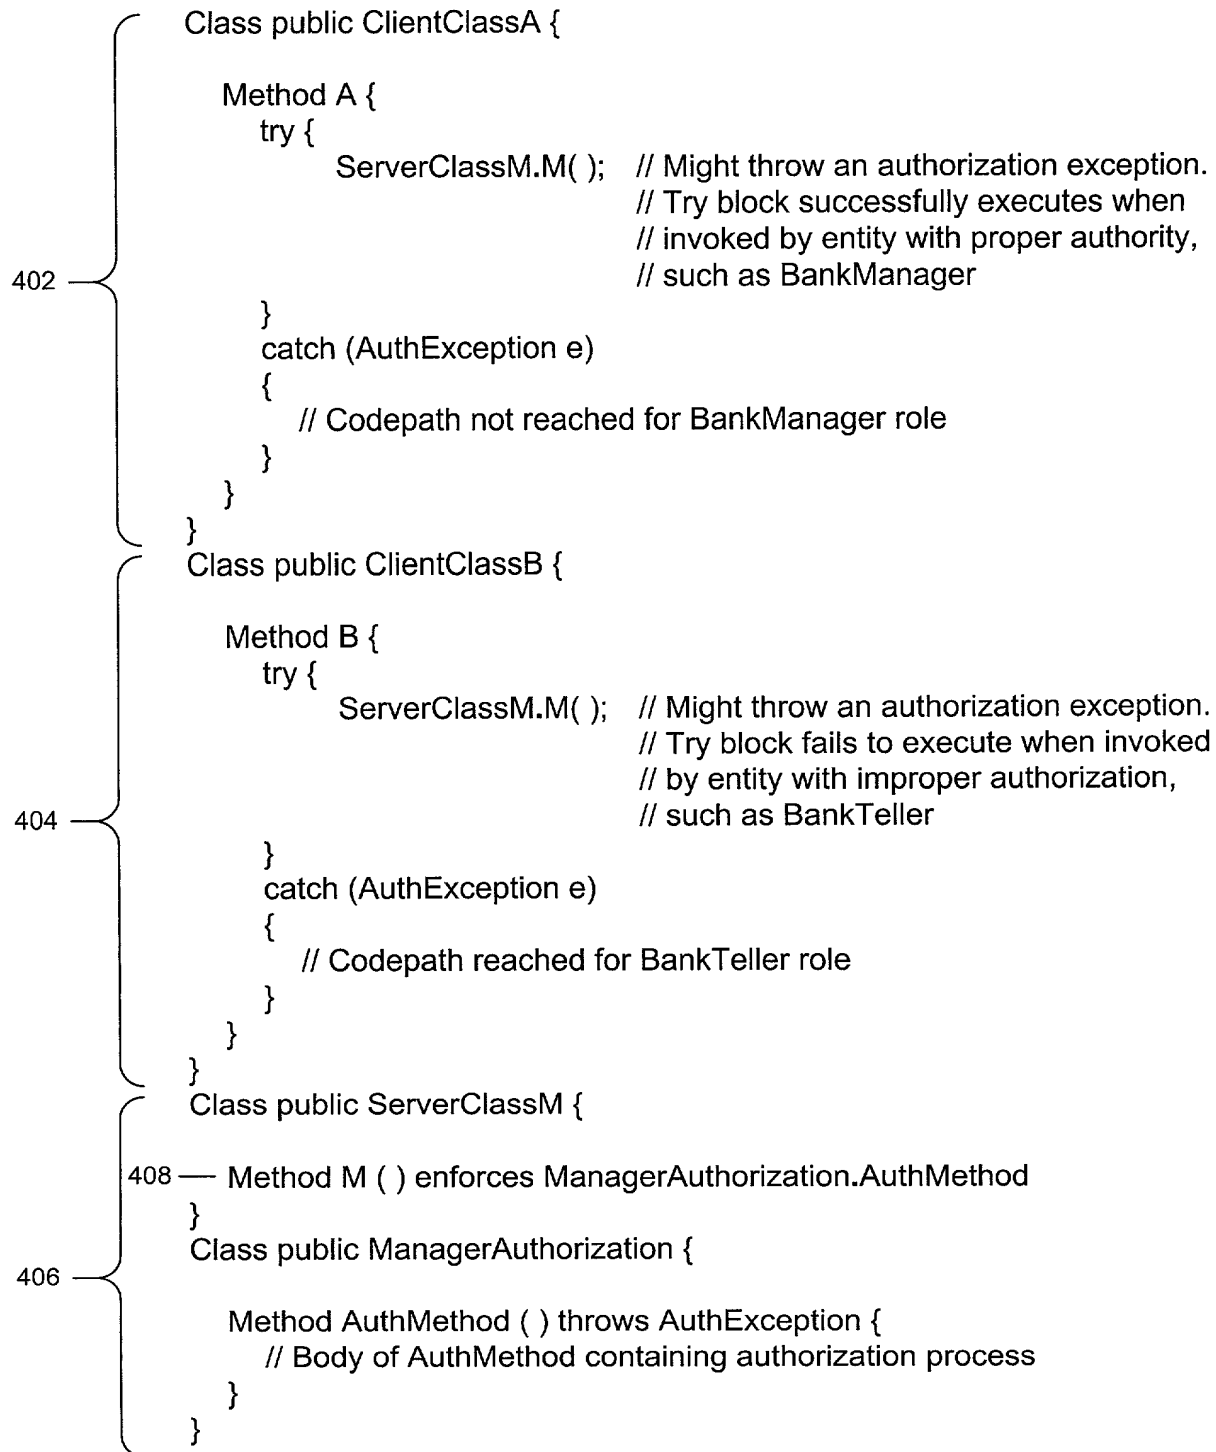 Class public ClientClassA {
Method A {
try {
ServerClassM.M( ); // Might throw an authorization exception.
// Try block successfully executes when
// invoked by entity with proper authority,
402
// such as BankManager
}
catch (AuthException e)
{
// Codepath not reached for BankManager role
}
}
}
Class public ClientClassB {
Method B {
try {
ServerClassM.M( ); // Might throw an authorization exception.
// Try block fails to execute when invoked
// by entity with improper authorization,
404
// such as BankTeller
}
catch (AuthException e)
{
// Codepath reached for BankTeller role
}
}
}
Class public ServerClassM {
408 Method M ( ) enforces ManagerAuthorization.AuthMethod
}
Class public ManagerAuthorization {
406
Method AuthMethod ( ) throws AuthException {
// Body of AuthMethod containing authorization process
}
}